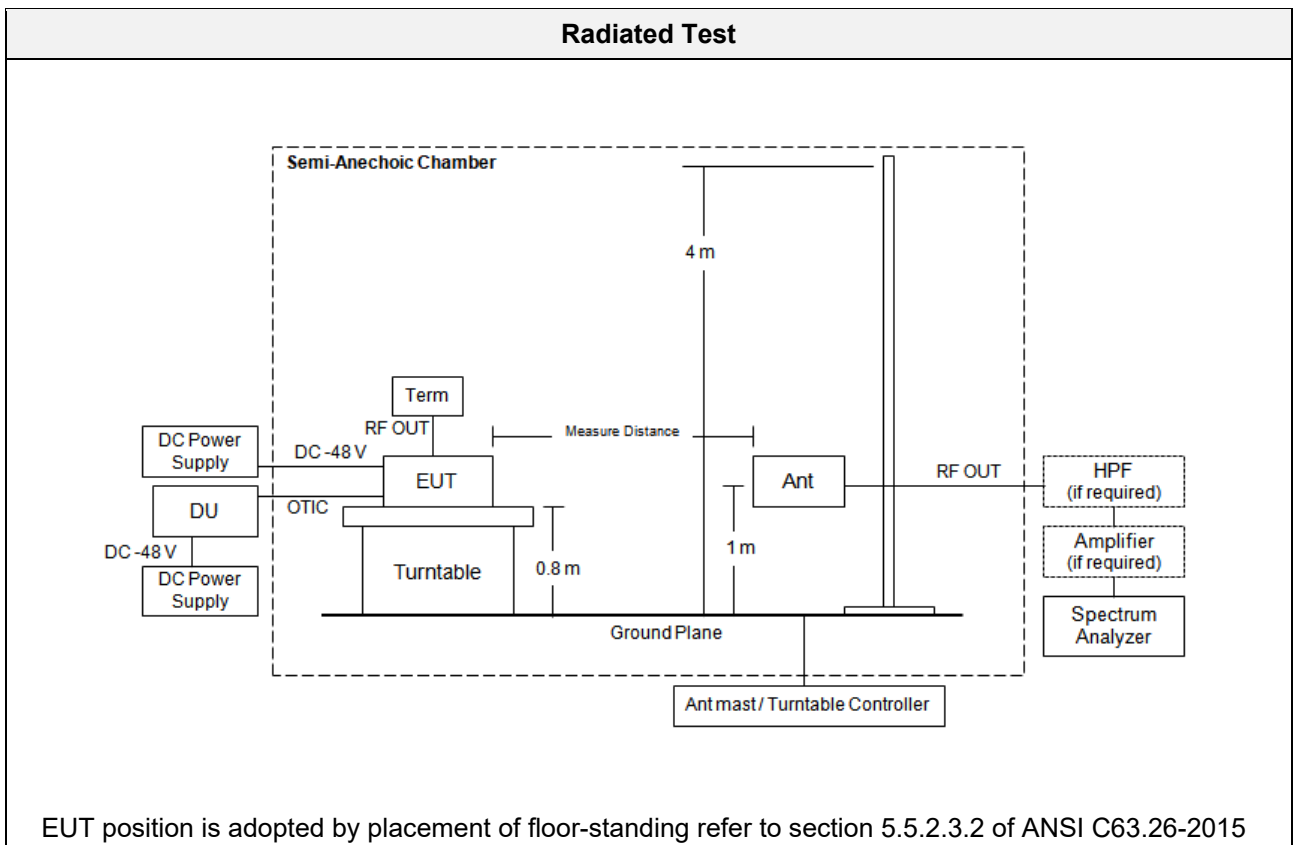 Radiated Test
Semi-Anechoic Chamber
4 m
Term
RF OUT
Measure Distance
DC Power
Supply
DC -48 V
EUT
Ant
RF OUT
HPF
(if required)
DU
OTIC
DC -48 V
DC Power
Supply
Turntable
0.8 m
1 m
Amplifier
(if required)
Ground Plane
Spectrum
Analyzer
Ant mast / Turntable Controller
EUT position is adopted by placement of floor-standing refer to section 5.5.2.3.2 of ANSI C63.26-2015